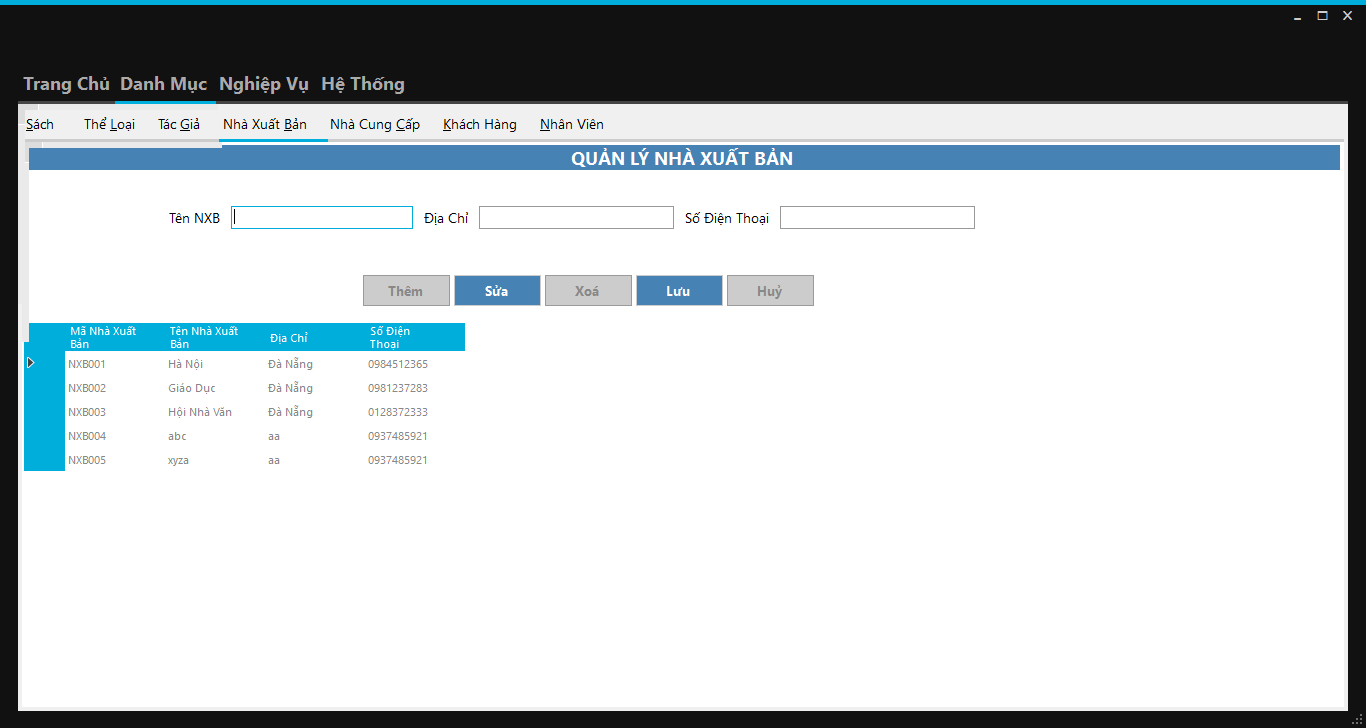 Trang Chủ Danh Mục Nghiệp Vụ Hệ Thống
Sách Thể Loại Tác Giả Nhà Xuất Bản Nhà Cung Cấp Khách Hàng Nhân Viên
QUẢN LÝ NHÀ XUẤT BẢN
Tên NXB Địa Chỉ Số Điện Thoại
Thêm Sửa Xoá Lưu Huỷ
Mã Nhà Xuất Bản Tên Nhà Xuất Bản Địa Chỉ Số Điện Thoại
NXB001 Hà Nội Đà Nẵng 0984512365
NXB002 Giáo Dục Đà Nẵng 0981237283
NXB003 Hội Nhà Văn Đà Nẵng 0128372333
NXB004 abc aa 0937485921
NXB005 xyza aa 0937485921